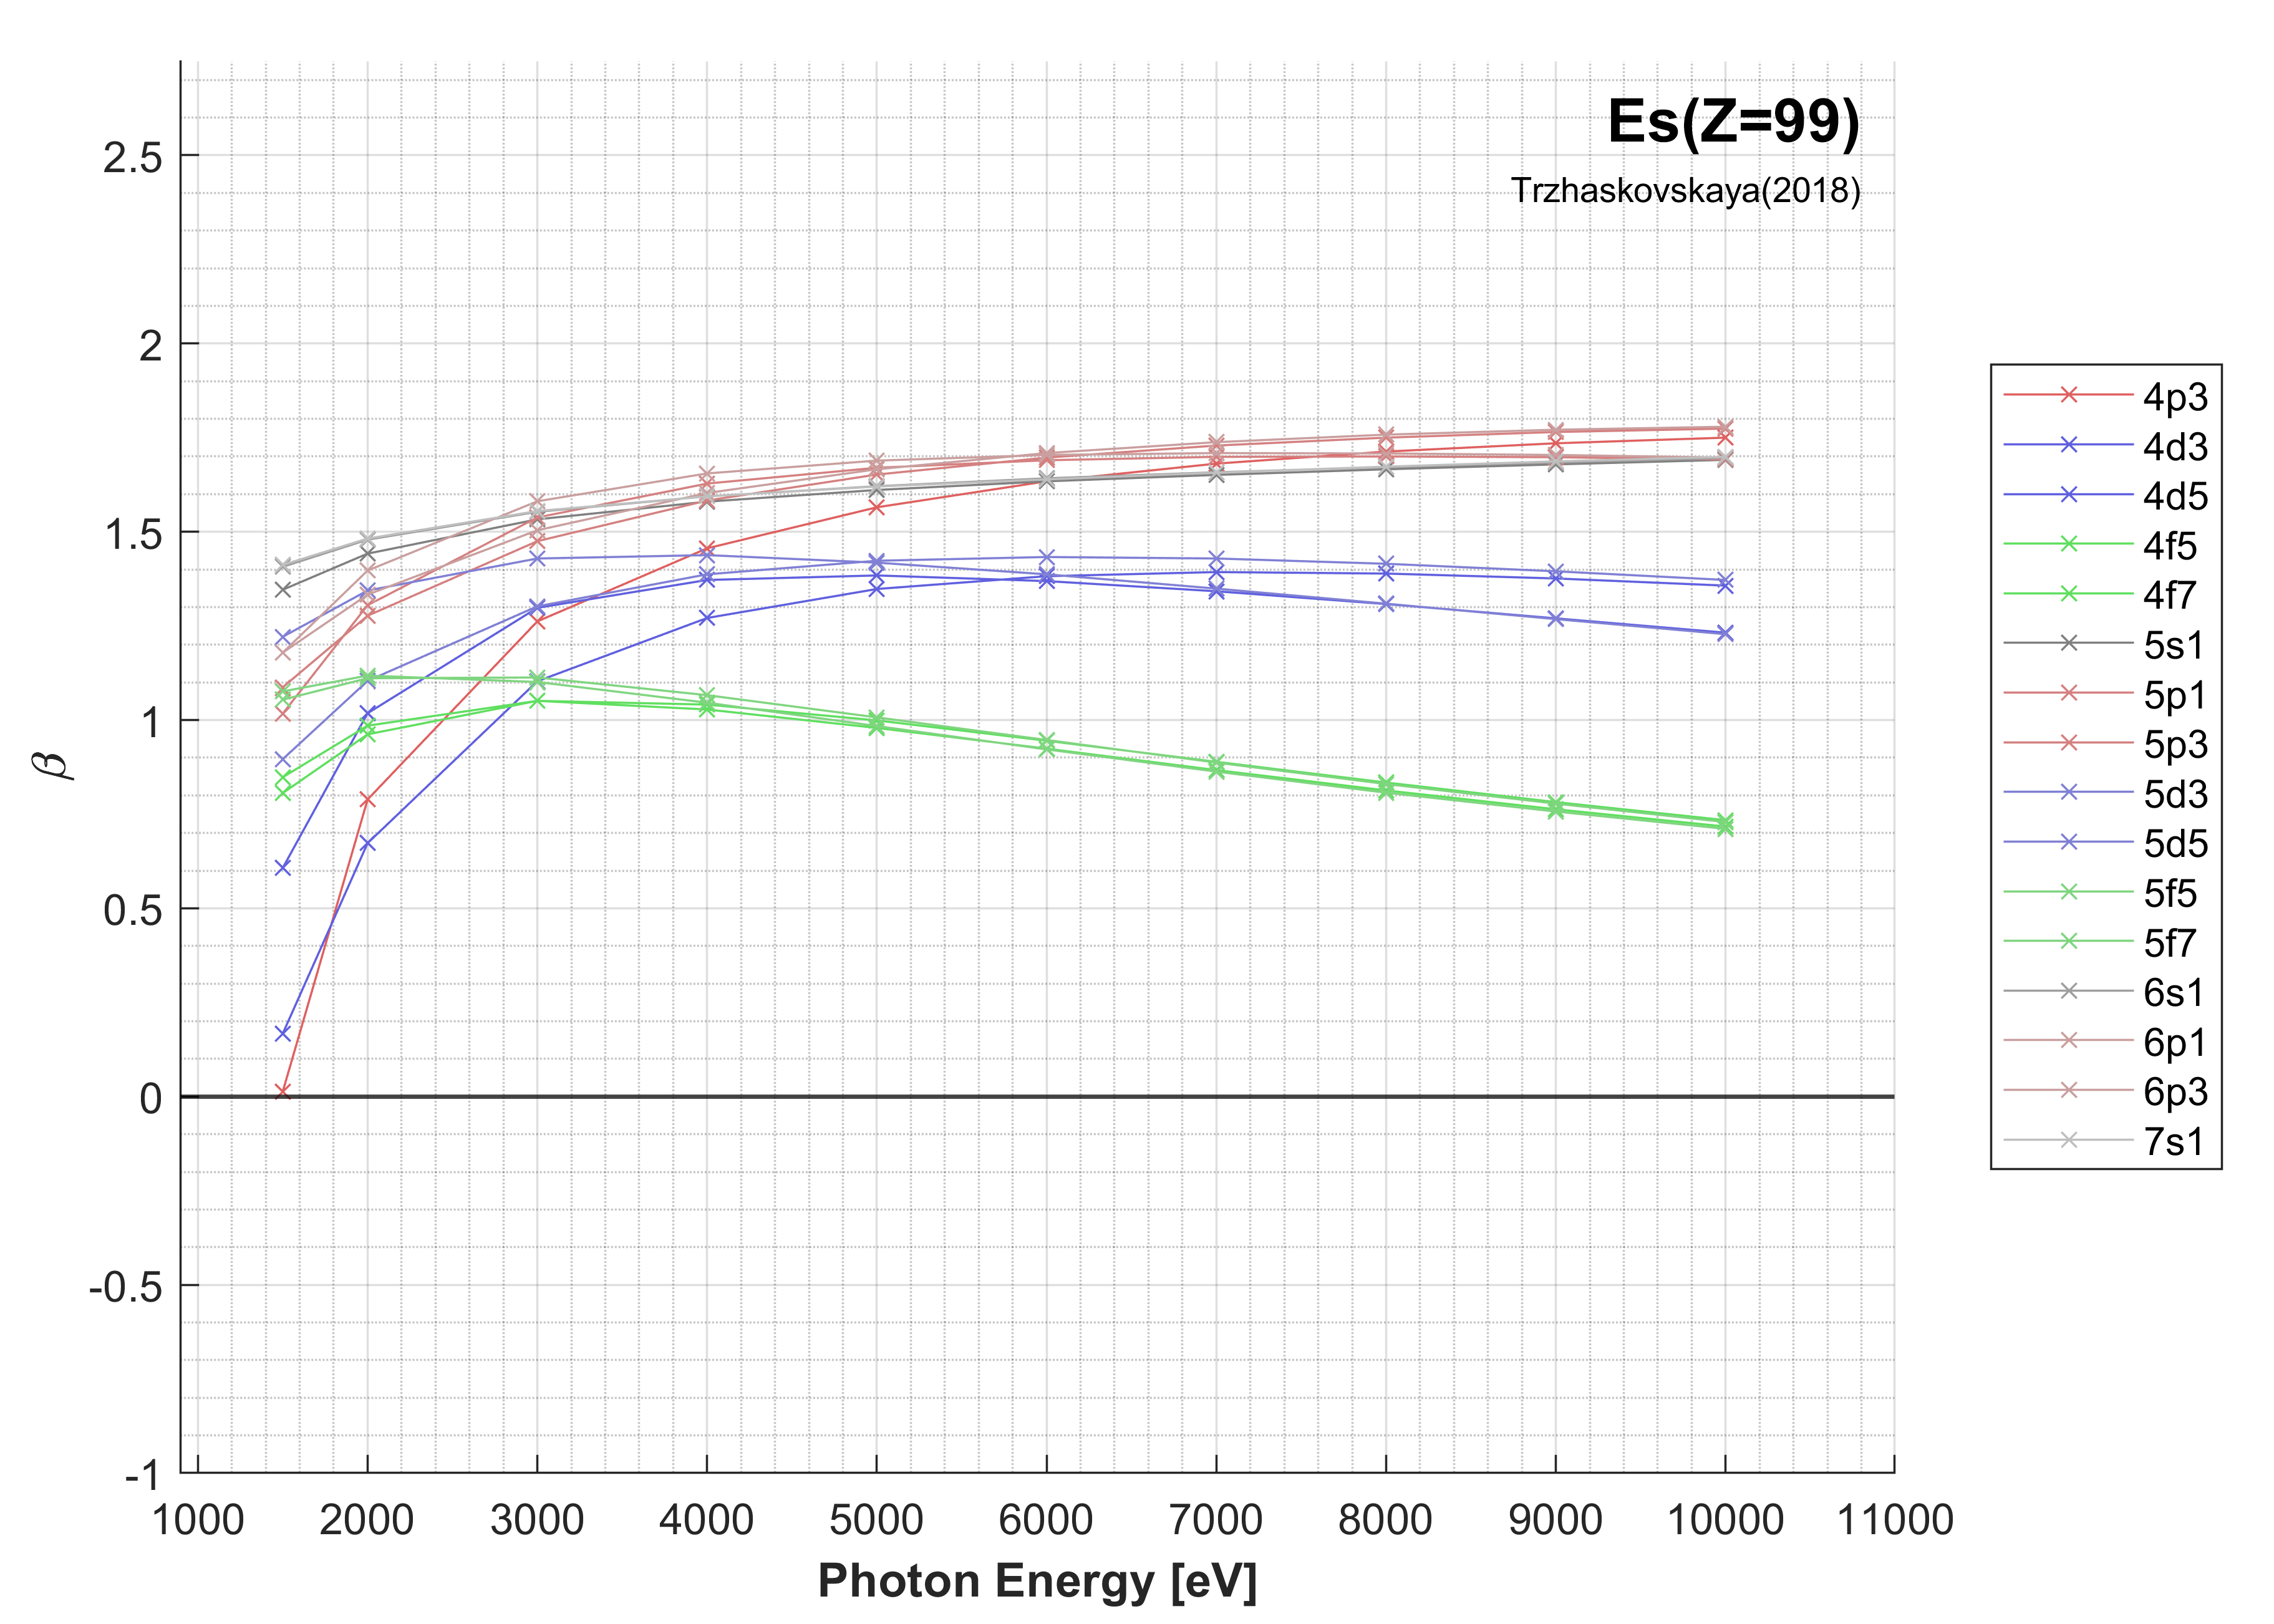 Es(Z=99)
Trzhaskovskaya(2018)
2.5
2
1.5
1
0.5
0
-0.5
-1
β
1000 2000 3000 4000 5000 6000 7000 8000 9000 10000 11000
Photon Energy [eV]
4p3
4d3
4d5
4f5
4f7
5s1
5p1
5p3
5d3
5d5
5f5
5f7
6s1
6p1
6p3
7s1